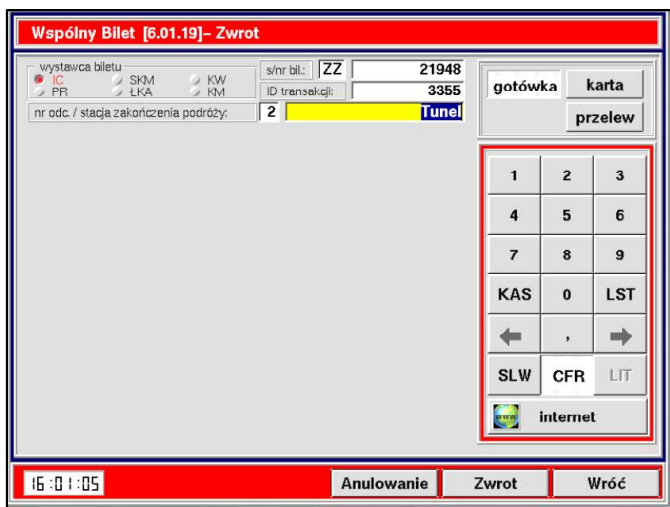 Wspólny Bilet [6.01.19]– Zwrot
wystawca biletu
IC SKM KW
PR ŁKA KM
s/nr bil.: ZZ 21948
ID transakcji: 3355
nr odc. / stacja zakończenia podróży: 2 Tunel
gotówka karta
przelew
1 2 3
4 5 6
7 8 9
KAS 0 LST
,
SLW CFR LIT
www internet
16:01:05 Anulowanie Zwrot Wróć